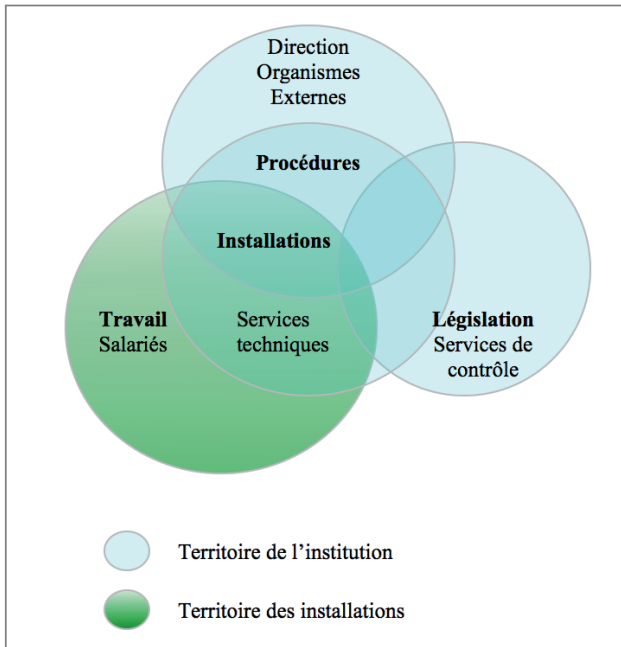 Direction
Organismes
Externes
Procédures
Installations
Travail
Salariés
Services
techniques
Législation
Services de
contrôle
Territoire de l'institution
Territoire des installations